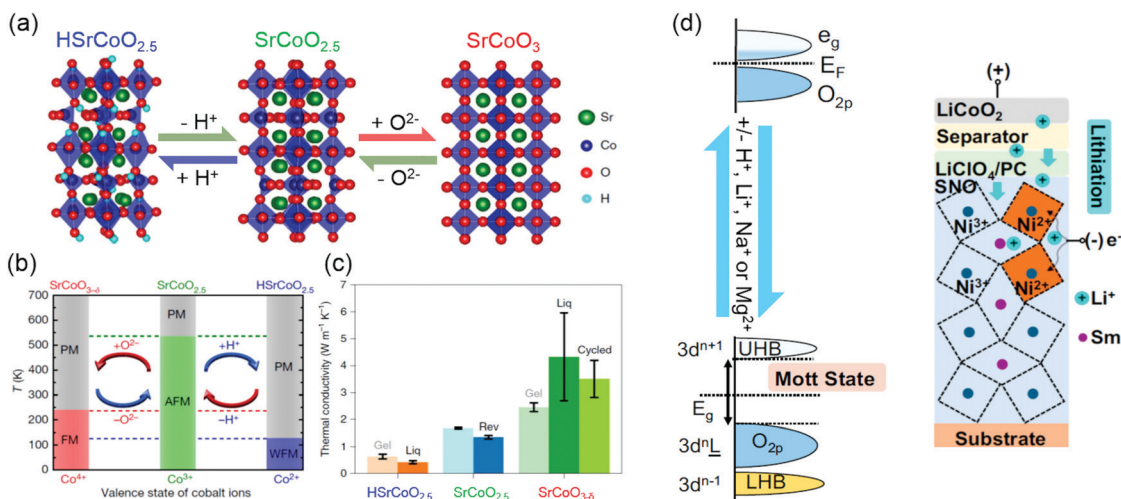 (a)
HSrCoO2.5
SrCoO2.5
SrCoO3
- H⁺
+ H⁺
+ O²⁻
- O²⁻
Sr
Co
O
H
(b)
SrCoO3-δ
SrCoO2.5
HSrCoO2.5
700
600
500
400
300
200
100
0
T (K)
PM
PM
PM
+O²⁻
+H⁺
AFM
−O²⁻
−H⁺
FM
WFM
Co⁴⁺
Co³⁺
Co²⁺
Valence state of cobalt ions
(c)
Thermal conductivity (W m⁻¹ K⁻¹)
7
6
5
4
3
2
1
0
Gel
Liq
Rev
Gel
Liq
Cycled
HSrCoO2.5
SrCoO2.5
SrCoO3-δ
(d)
eg
EF
O2p
+/- H⁺, Li⁺, Na⁺ or Mg²⁺
3dⁿ⁺¹
UHB
Mott State
Eg
3dⁿL
O2p
3dⁿ⁻¹
LHB
(+)
LiCoO2
Separator
LiClO4/PC
SNO
Lithiation
Ni³⁺
Ni²⁺
(-) e⁻
Ni³⁺
Ni²⁺
Li⁺
Sm
Substrate